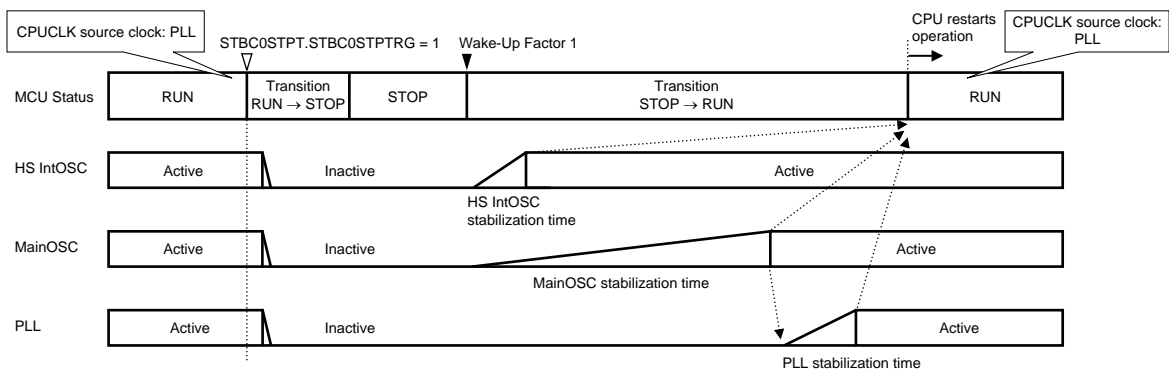 CPUCLK source clock: PLL
STBC0STPT.STBC0STPTRG = 1
Wake-Up Factor 1
CPU restarts
operation
CPUCLK source clock:
PLL
MCU Status
RUN
Transition
RUN → STOP
STOP
Transition
STOP → RUN
RUN
HS IntOSC
Active
Inactive
Active
HS IntOSC
stabilization time
MainOSC
Active
Inactive
Active
MainOSC stabilization time
PLL
Active
Inactive
Active
PLL stabilization time